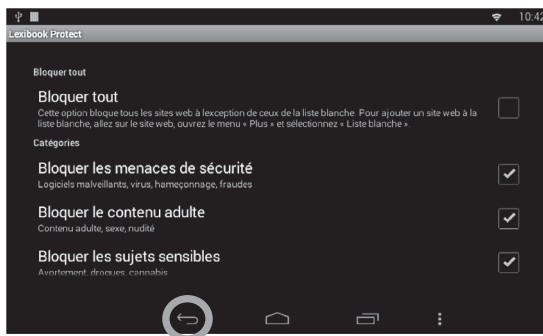 10:42
Lexibook Protect
Bloquer tout
Bloquer tout
Cette option bloque tous les sites web à lexception de ceux de la liste blanche. Pour ajouter un site web à la
liste blanche, allez sur le site web, ouvrez le menu « Plus » et sélectionnez « Liste blanche ».
Catégories
Bloquer les menaces de sécurité
Logiciels malveillants, virus, hameçonnage, fraudes
Bloquer le contenu adulte
Contenu adulte, sexe, nudité
Bloquer les sujets sensibles
Avortement, drogues, cannabis